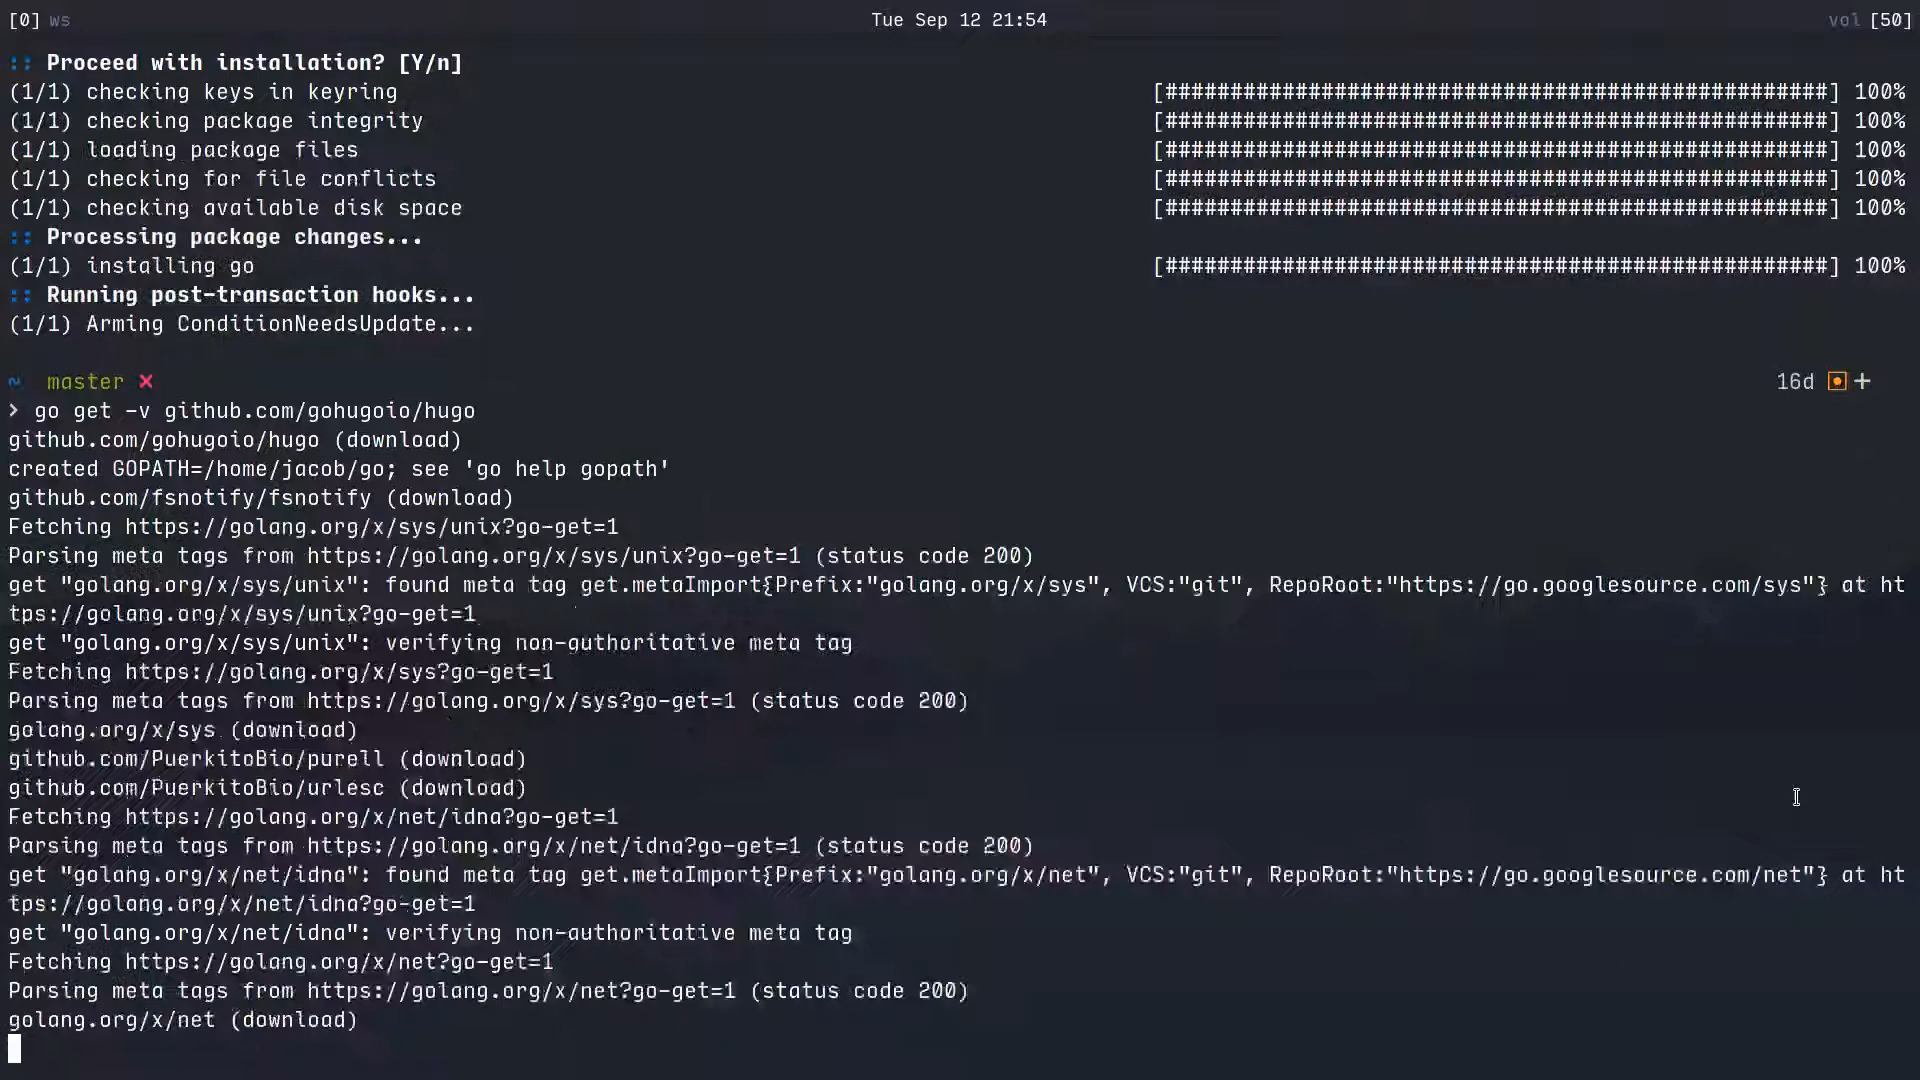 [0] ws Tue Sep 12 21:54 vol [50]
:: Proceed with installation? [Y/n]
(1/1) checking keys in keyring [###################################################] 100%
(1/1) checking package integrity [###################################################] 100%
(1/1) loading package files [###################################################] 100%
(1/1) checking for file conflicts [###################################################] 100%
(1/1) checking available disk space [###################################################] 100%
:: Processing package changes...
(1/1) installing go [###################################################] 100%
:: Running post-transaction hooks...
(1/1) Arming ConditionNeedsUpdate...
~ master ✘ 16d +
❯ go get -v github.com/gohugoio/hugo
github.com/gohugoio/hugo (download)
created GOPATH=/home/jacob/go; see 'go help gopath'
github.com/fsnotify/fsnotify (download)
Fetching https://golang.org/x/sys/unix?go-get=1
Parsing meta tags from https://golang.org/x/sys/unix?go-get=1 (status code 200)
get "golang.org/x/sys/unix": found meta tag get.metaImport{Prefix:"golang.org/x/sys", VCS:"git", RepoRoot:"https://go.googlesource.com/sys"} at ht
tps://golang.org/x/sys/unix?go-get=1
get "golang.org/x/sys/unix": verifying non-authoritative meta tag
Fetching https://golang.org/x/sys?go-get=1
Parsing meta tags from https://golang.org/x/sys?go-get=1 (status code 200)
golang.org/x/sys (download)
github.com/PuerkitoBio/purell (download)
github.com/PuerkitoBio/urlesc (download)
Fetching https://golang.org/x/net/idna?go-get=1
Parsing meta tags from https://golang.org/x/net/idna?go-get=1 (status code 200)
get "golang.org/x/net/idna": found meta tag get.metaImport{Prefix:"golang.org/x/net", VCS:"git", RepoRoot:"https://go.googlesource.com/net"} at ht
tps://golang.org/x/net/idna?go-get=1
get "golang.org/x/net/idna": verifying non-authoritative meta tag
Fetching https://golang.org/x/net?go-get=1
Parsing meta tags from https://golang.org/x/net?go-get=1 (status code 200)
golang.org/x/net (download)